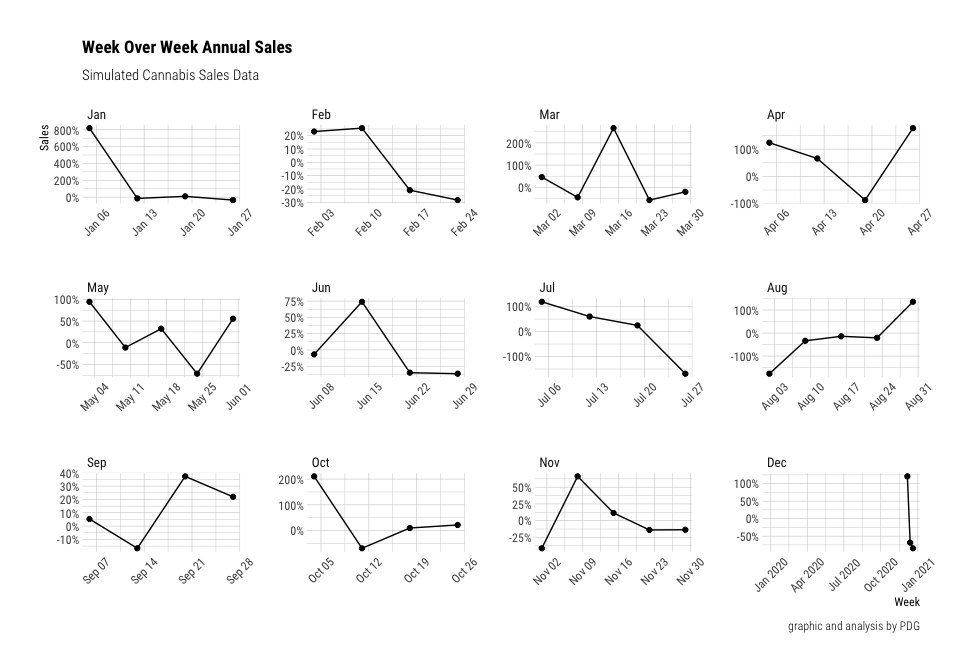 Week Over Week Annual Sales
Simulated Cannabis Sales Data
Jan
Sales
800%
600%
400%
200%
0%
Jan 06
Jan 13
Jan 20
Jan 27
Feb
20%
10%
0%
-10%
-20%
-30%
Feb 03
Feb 10
Feb 17
Feb 24
Mar
200%
100%
0%
Mar 02
Mar 09
Mar 16
Mar 23
Mar 30
Apr
100%
0%
-100%
Apr 06
Apr 13
Apr 20
Apr 27
May
100%
50%
0%
-50%
May 04
May 11
May 18
May 25
Jun 01
Jun
75%
50%
25%
0%
-25%
Jun 08
Jun 15
Jun 22
Jun 29
Jul
100%
0%
-100%
Jul 06
Jul 13
Jul 20
Jul 27
Aug
100%
0%
-100%
Aug 03
Aug 10
Aug 17
Aug 24
Aug 31
Sep
40%
30%
20%
10%
0%
-10%
Sep 07
Sep 14
Sep 21
Sep 28
Oct
200%
100%
0%
Oct 05
Oct 12
Oct 19
Oct 26
Nov
50%
25%
0%
-25%
Nov 02
Nov 09
Nov 16
Nov 23
Nov 30
Dec
100%
50%
0%
-50%
Jan 2020
Apr 2020
Jul 2020
Oct 2020
Jan 2021
Week
graphic and analysis by PDG